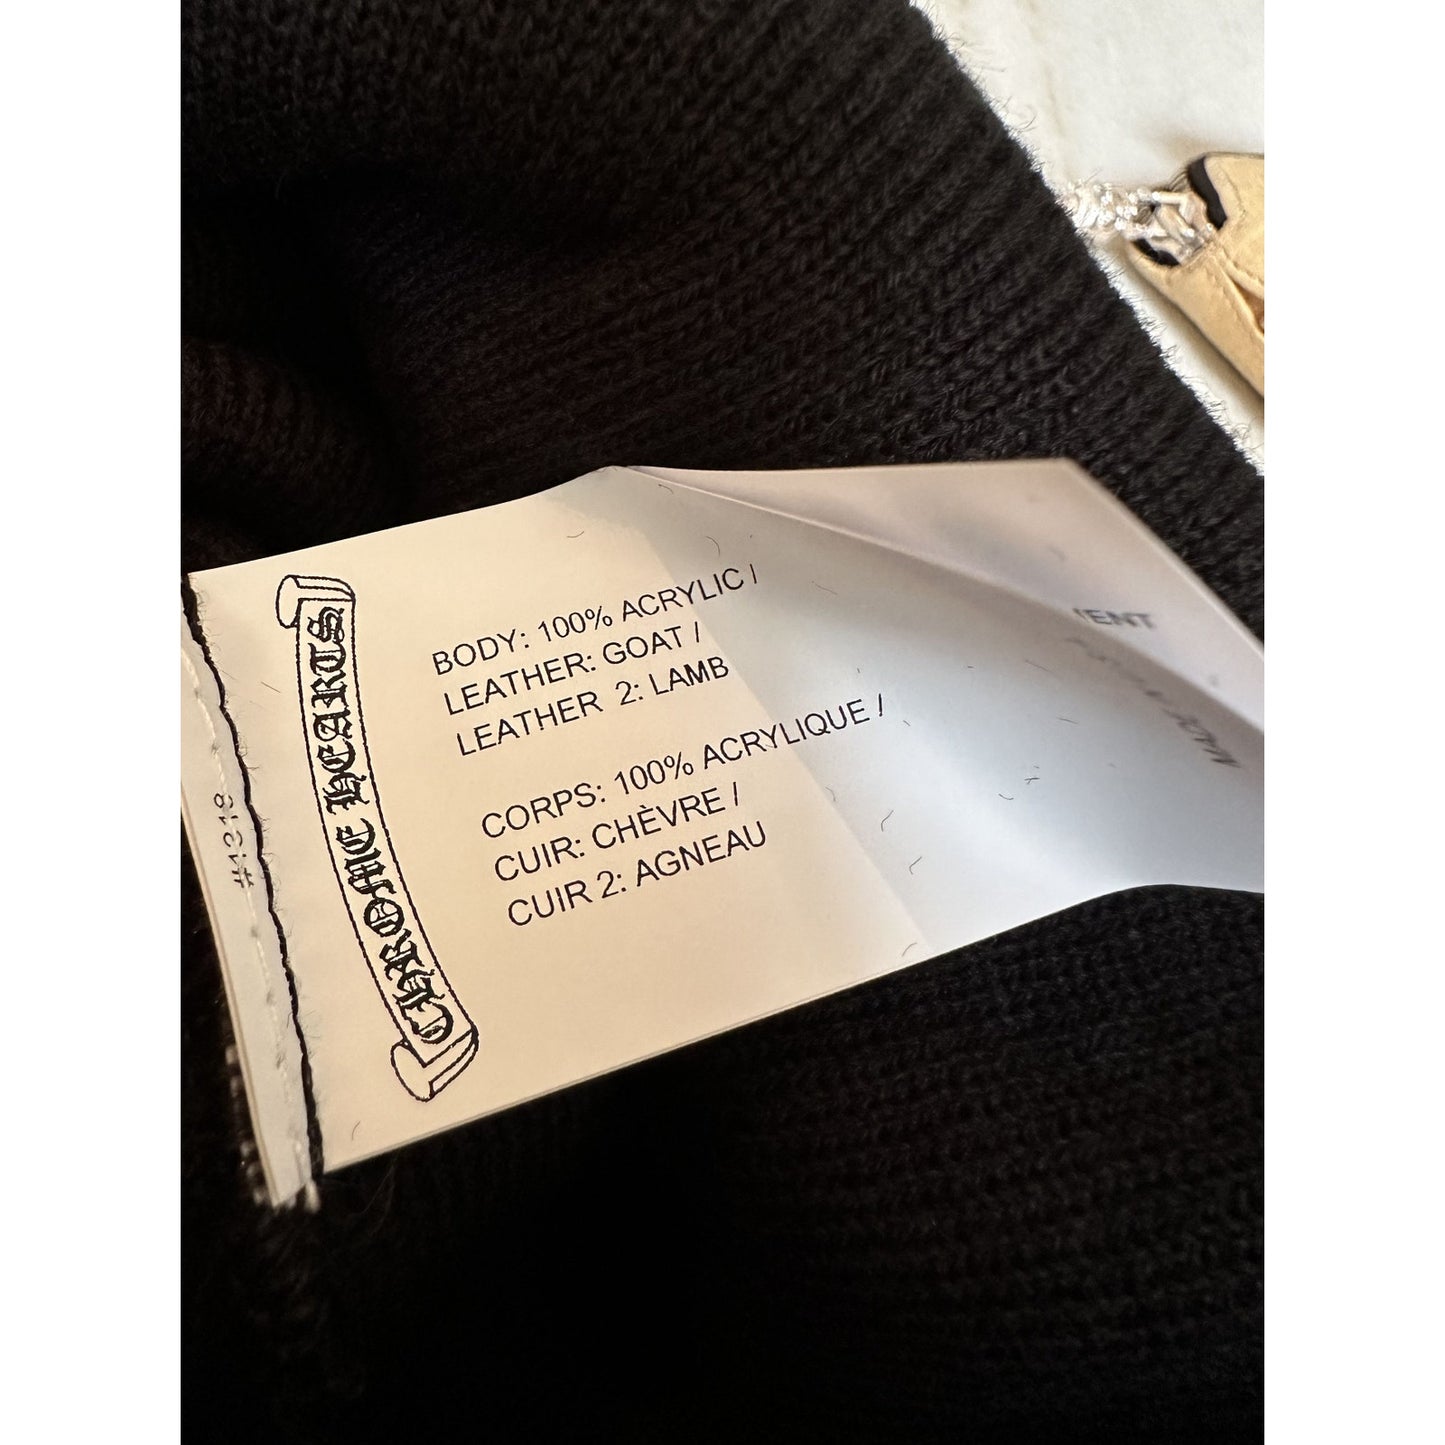 CHROME HEARTS
BODY: 100% ACRYLIC /
LEATHER: GOAT /
LEATHER 2: LAMB
CORPS: 100% ACRYLIQUE /
CUIR: CHÈVRE /
CUIR 2: AGNEAU
#1318
MADE